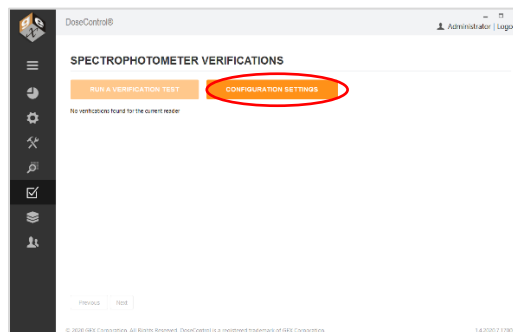 DoseControl®
Administrator | Logo
SPECTROPHOTOMETER VERIFICATIONS
RUN A VERIFICATION TEST
CONFIGURATION SETTINGS
No verifications found for the current reader
Previous
Next
© 2020 GEX Corporation. All Rights Reserved. DoseControl is a registered trademark of GEX Corporation.